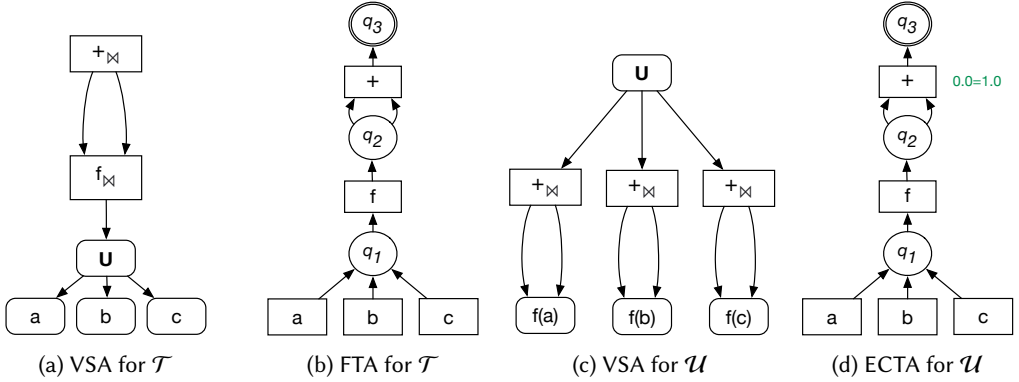 +⋈
f⋈
U
a b c
(a) VSA for 𝒯
q3
+
q2
f
q1
a b c
(b) FTA for 𝒯
U
+⋈ +⋈ +⋈
f(a) f(b) f(c)
(c) VSA for 𝒰
q3
+ 0.0=1.0
q2
f
q1
a b c
(d) ECTA for 𝒰